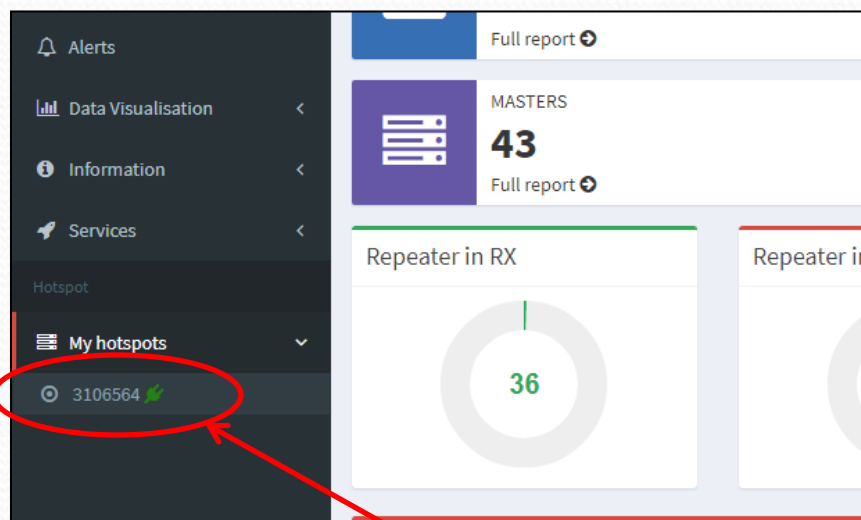 Alerts
Data Visualisation
Information
Services
Hotspot
My hotspots
3106564
Full report
MASTERS
43
Full report
Repeater in RX
36
Repeater i